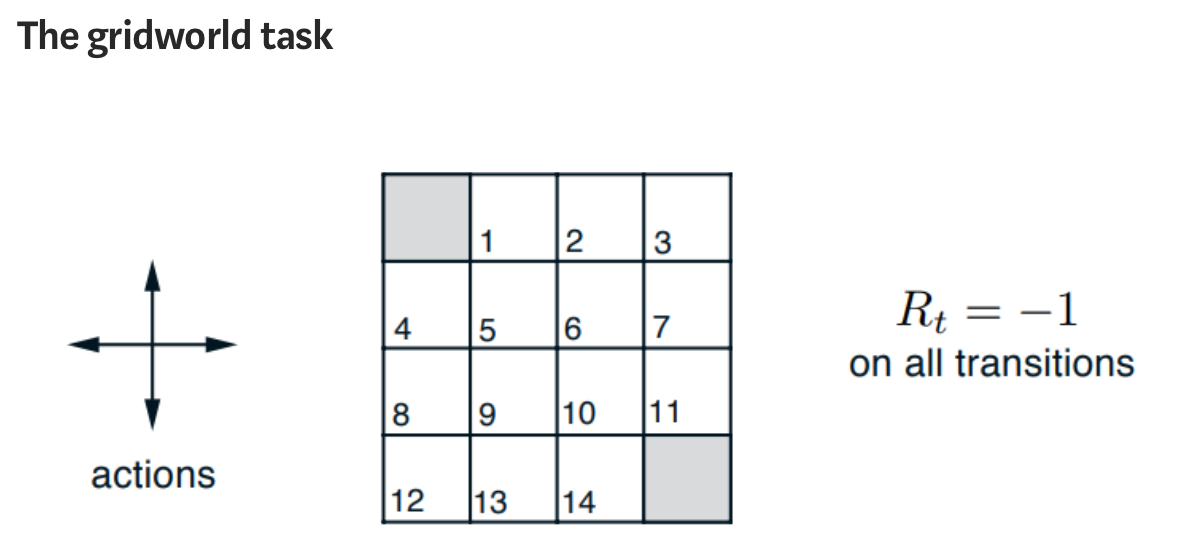 The gridworld task
1 2 3
4 5 6 7
8 9 10 11
12 13 14
actions
R_t = −1
on all transitions